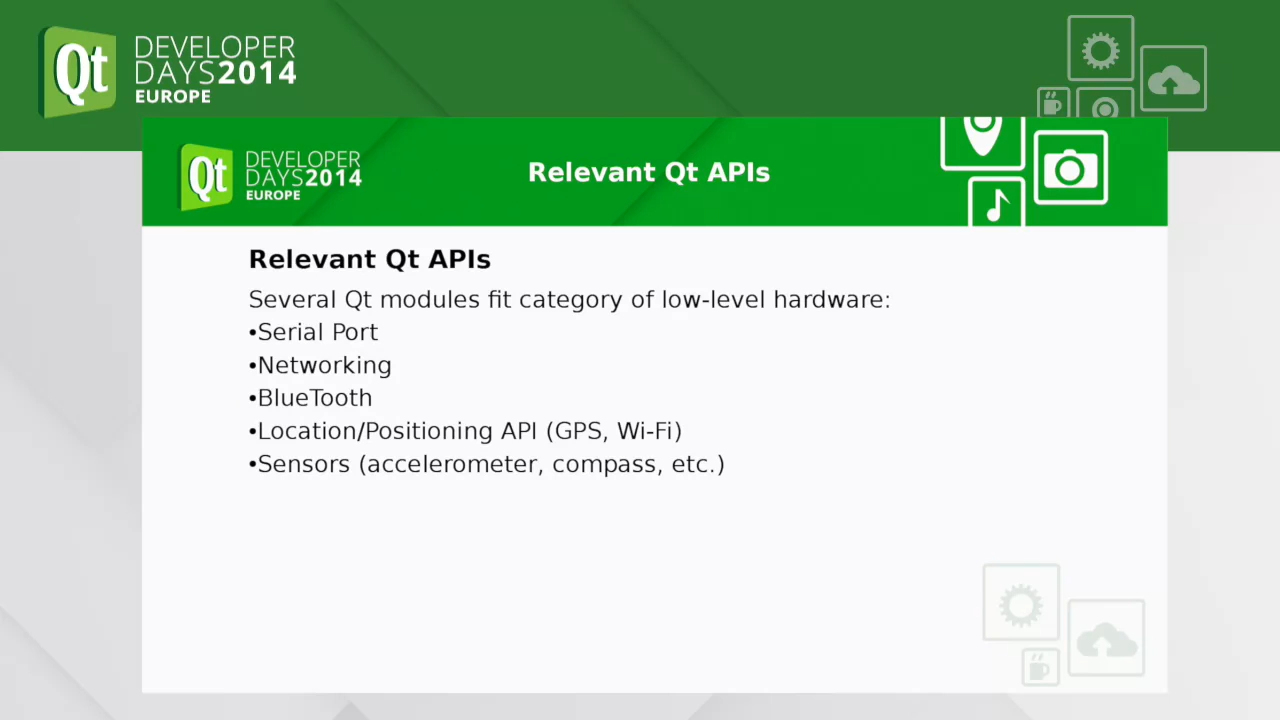 Qt DEVELOPER
DAYS2014
EUROPE
Qt DEVELOPER
DAYS2014
EUROPE
Relevant Qt APIs
Relevant Qt APIs
Several Qt modules fit category of low-level hardware:
•Serial Port
•Networking
•BlueTooth
•Location/Positioning API (GPS, Wi-Fi)
•Sensors (accelerometer, compass, etc.)